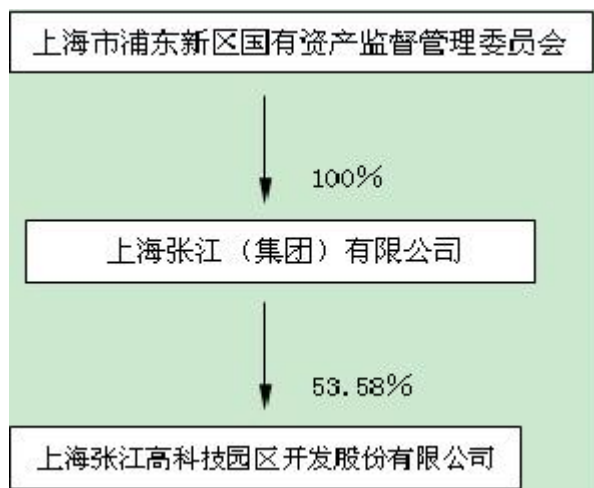 上海市浦东新区国有资产监督管理委员会
100%
上海张江（集团）有限公司
53.58%
上海张江高科技园区开发股份有限公司